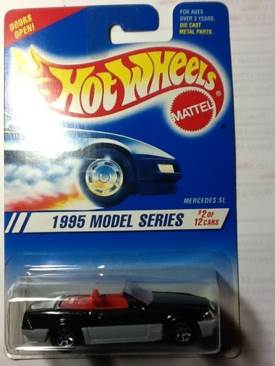 DOORS
OPEN!
FOR AGES
OVER 3 YEARS.
DIE CAST
METAL PARTS.
HOT WHEELS
MATTEL
MERCEDES SL
1995 MODEL SERIES
#2 OF
12 CARS